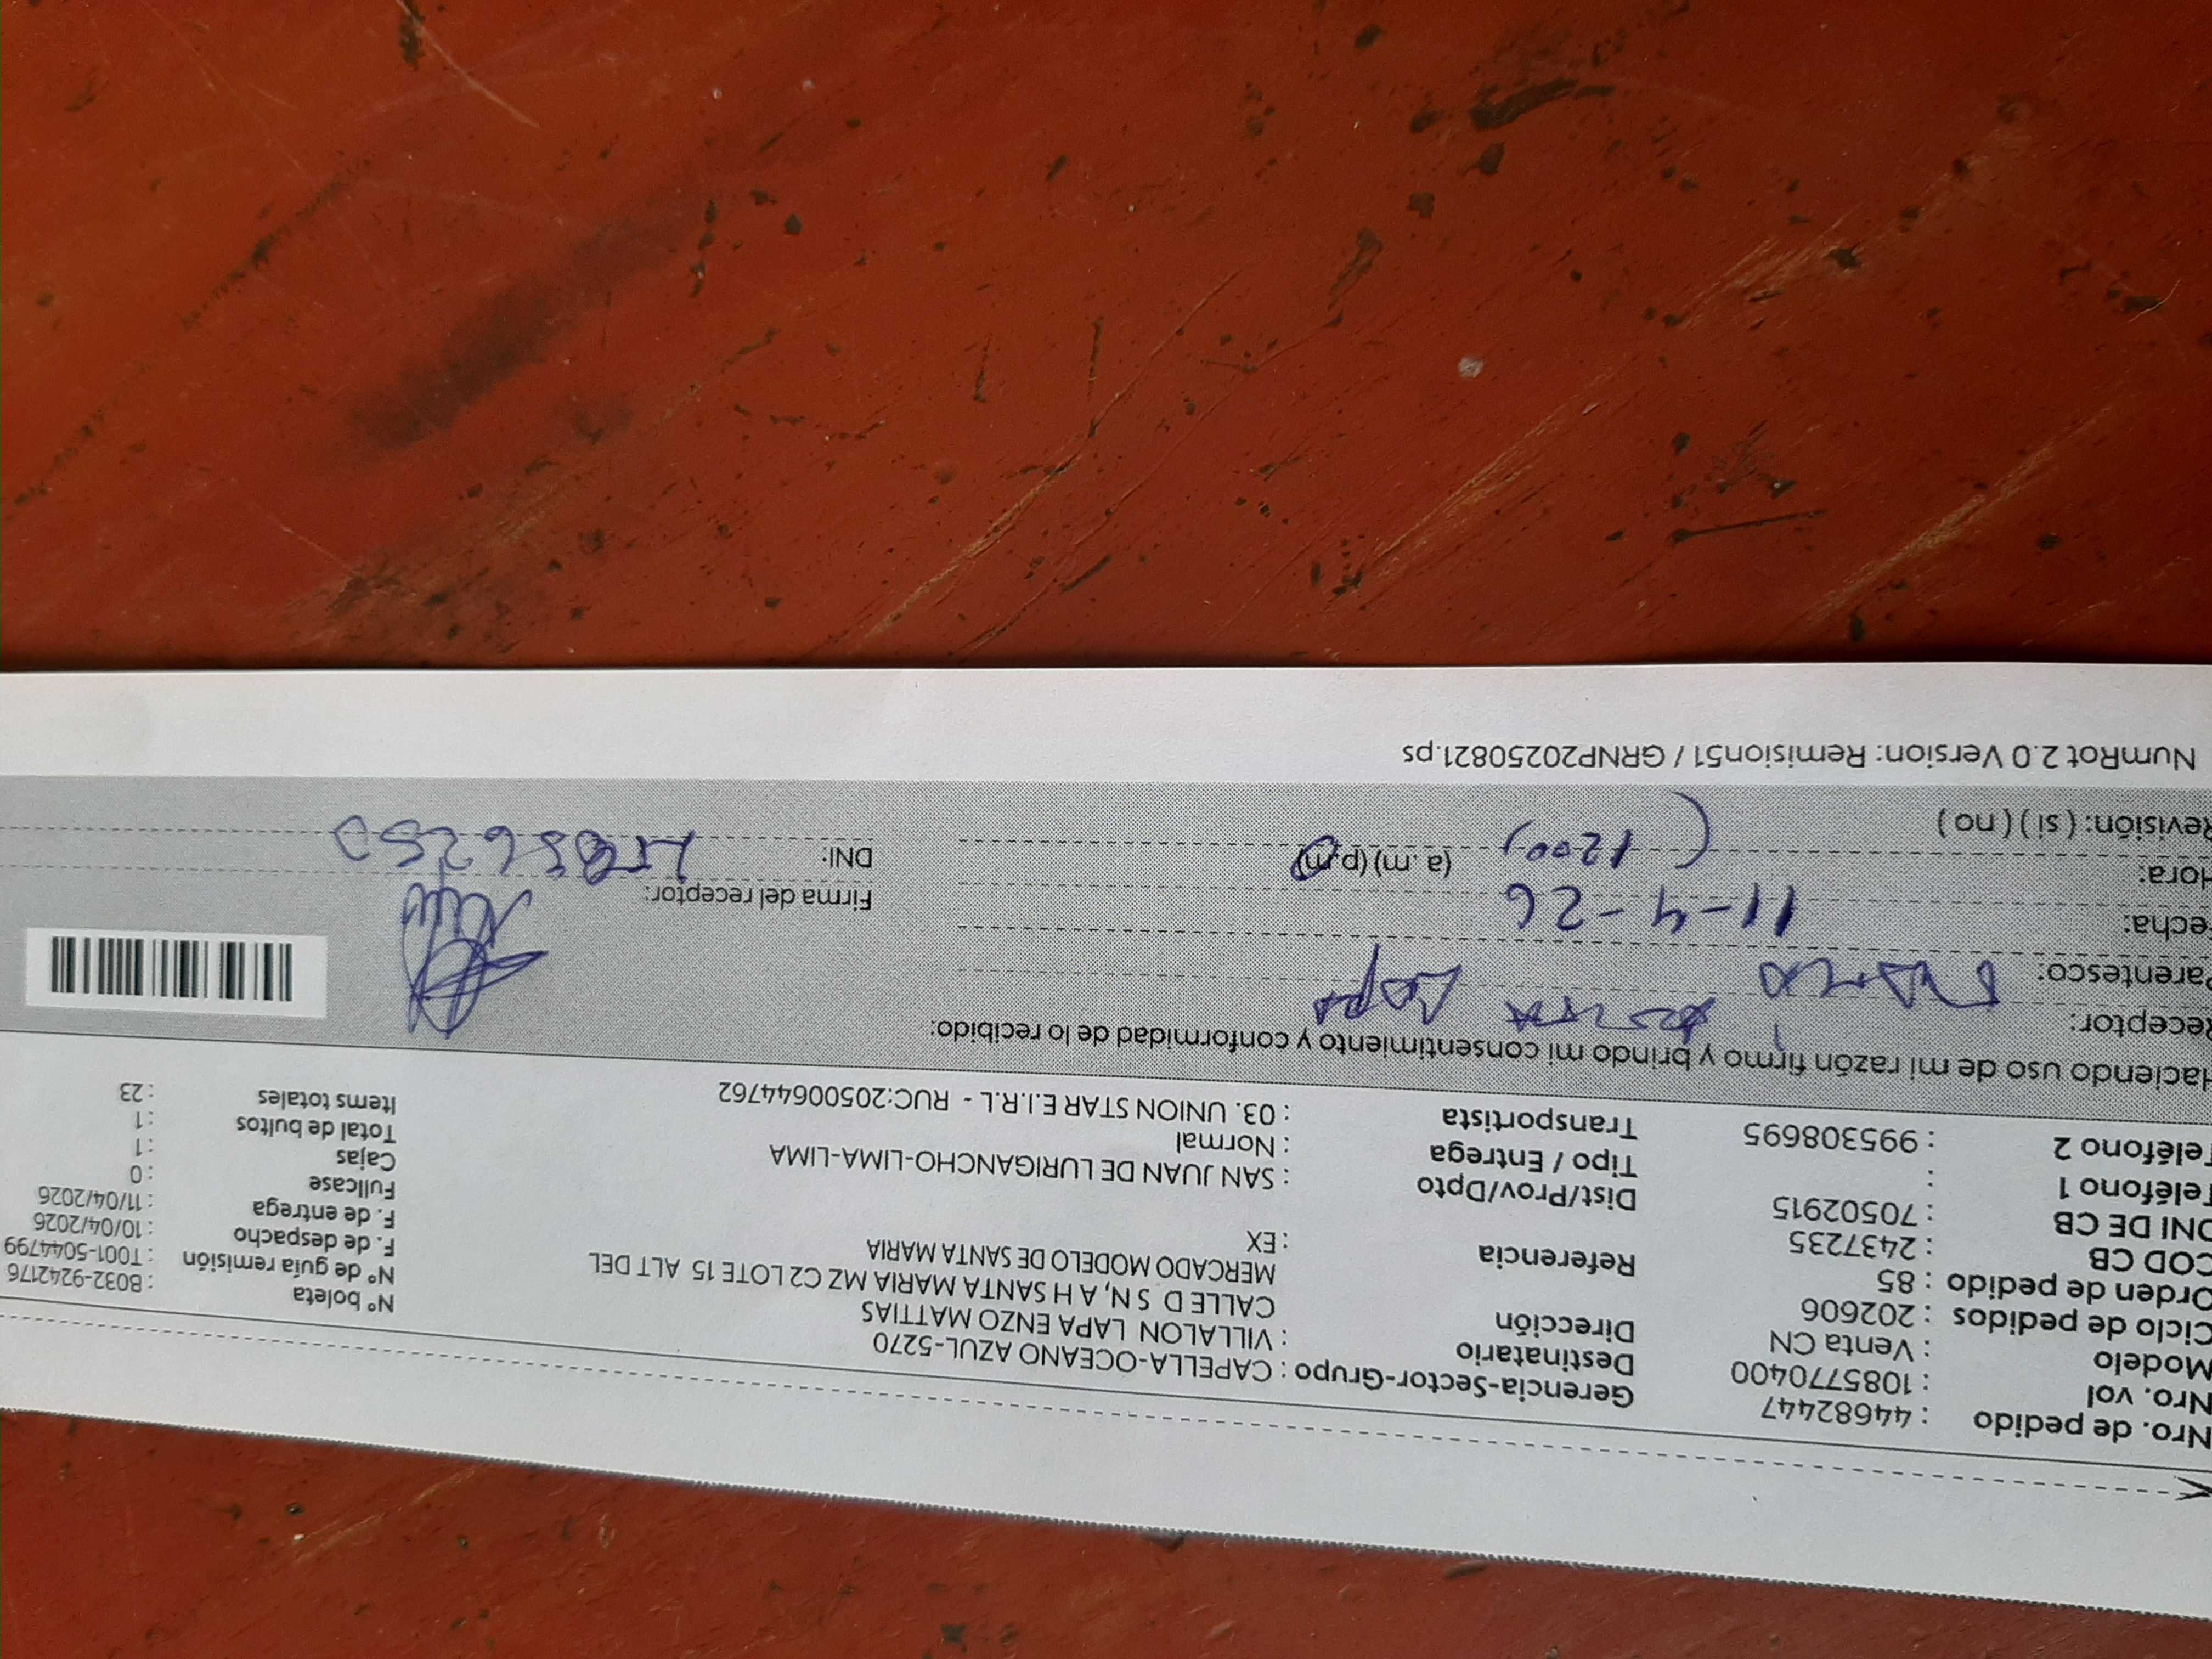 Nro. de pedido : 44682447
Nro. vol : 1085770400
Modelo : Venta CN
Ciclo de pedidos : 202606
Orden de pedido : 85
COD CB : 2437235
DNI DE CB : 70502915
Teléfono 1 :
Teléfono 2 : 995308695
Gerencia-Sector-Grupo : CAPELLA-OCEANO AZUL-5270
Destinatario : VILLALON LAPA ENZO MATTIAS
Dirección CALLE D S N, A H SANTA MARIA MZ C2 LOTE 15 ALT DEL
MERCADO MODELO DE SANTA MARIA
Referencia : EX
Dist/Prov/Dpto : SAN JUAN DE LURIGANCHO-LIMA-LIMA
Tipo / Entrega : Normal
Transportista : 03. UNION STAR E.I.R.L - RUC:20500644762
N° boleta : B032-9242176
N° de guía remisión : T001-5044799
F. de despacho : 10/04/2026
F. de entrega : 11/04/2026
Fullcase : 0
Cajas : 1
Total de bultos : 1
Items totales : 23
Haciendo uso de mi razón firmo y brindo mi consentimiento y conformidad de lo recibido:
Receptor: Lapa
Parentesco:
Fecha: 11-4-26
Hora: 1200 (a.m) (p.m)
Revisión: ( si ) ( no )
Firma del receptor:
DNI:
NumRot 2.0 Version: Remision51 / GRNP20250821.ps